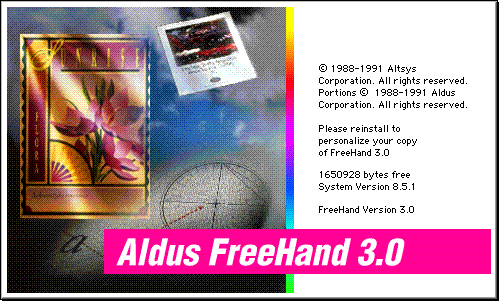 SUNRISE
FLORA
© 1988-1991 Altsys
Corporation. All rights reserved.
Portions © 1988-1991 Aldus
Corporation. All rights reserved.
Please reinstall to
personalize your copy
of FreeHand 3.0
1650928 bytes free
System Version 8.5.1
FreeHand Version 3.0
a
Aldus FreeHand 3.0